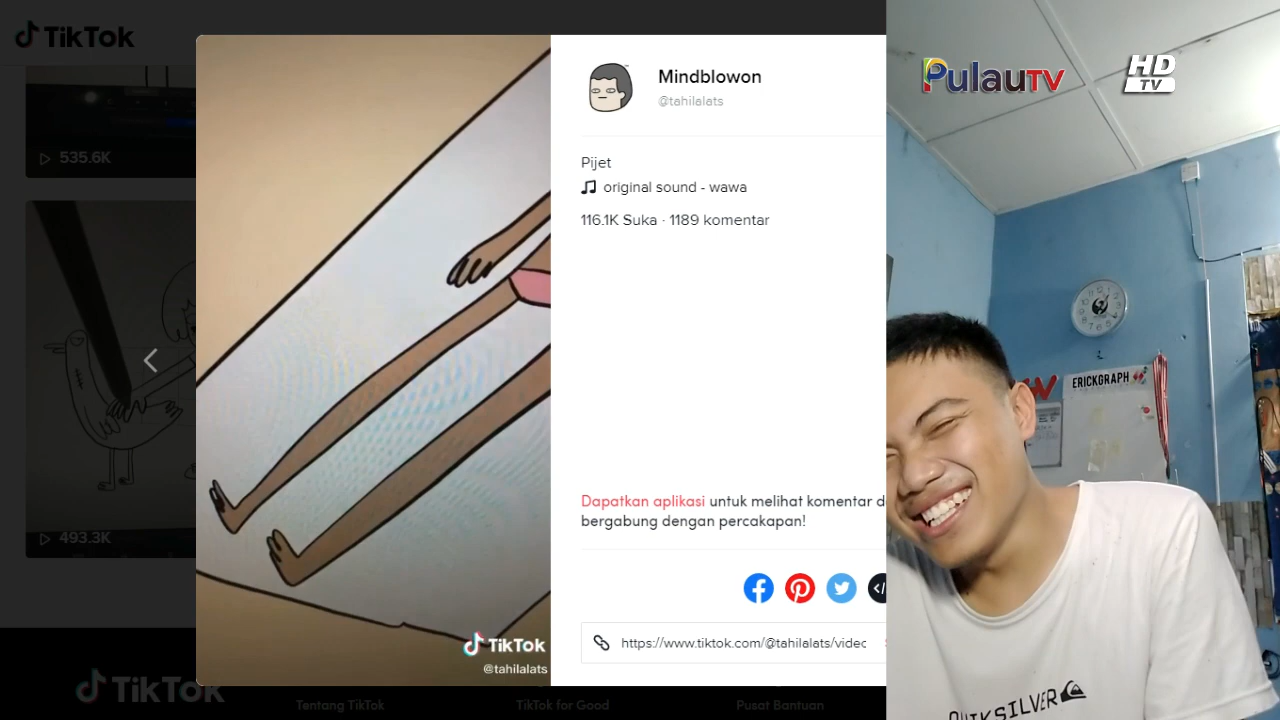 TikTok
535.6K
493.3K
Mindblowon
@tahilalats
Pijet
original sound - wawa
116.1K Suka · 1189 komentar
Dapatkan aplikasi untuk melihat komentar d
bergabung dengan percakapan!
https://www.tiktok.com/@tahilalats/videc
TikTok
@tahilalats
TikTok
Tentang TikTok
TikTok for Good
Pusat Bantuan
PulauTV
HD
TV
ERICKGRAPH
QUIKSILVER